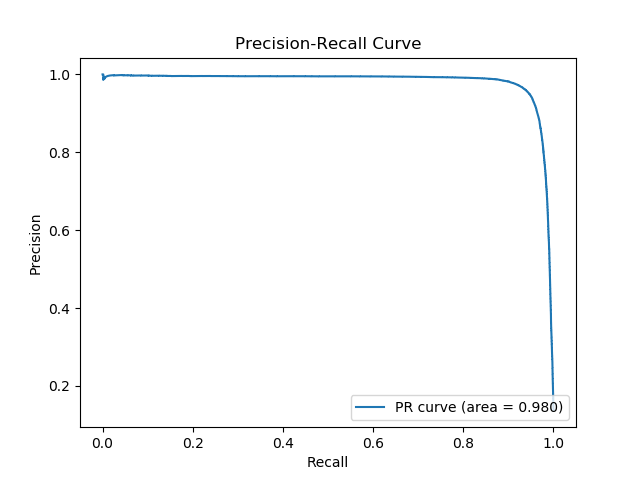 Precision-Recall Curve
1.0
0.8
0.6
0.4
0.2
Precision
PR curve (area = 0.980)
0.0 0.2 0.4 0.6 0.8 1.0
Recall